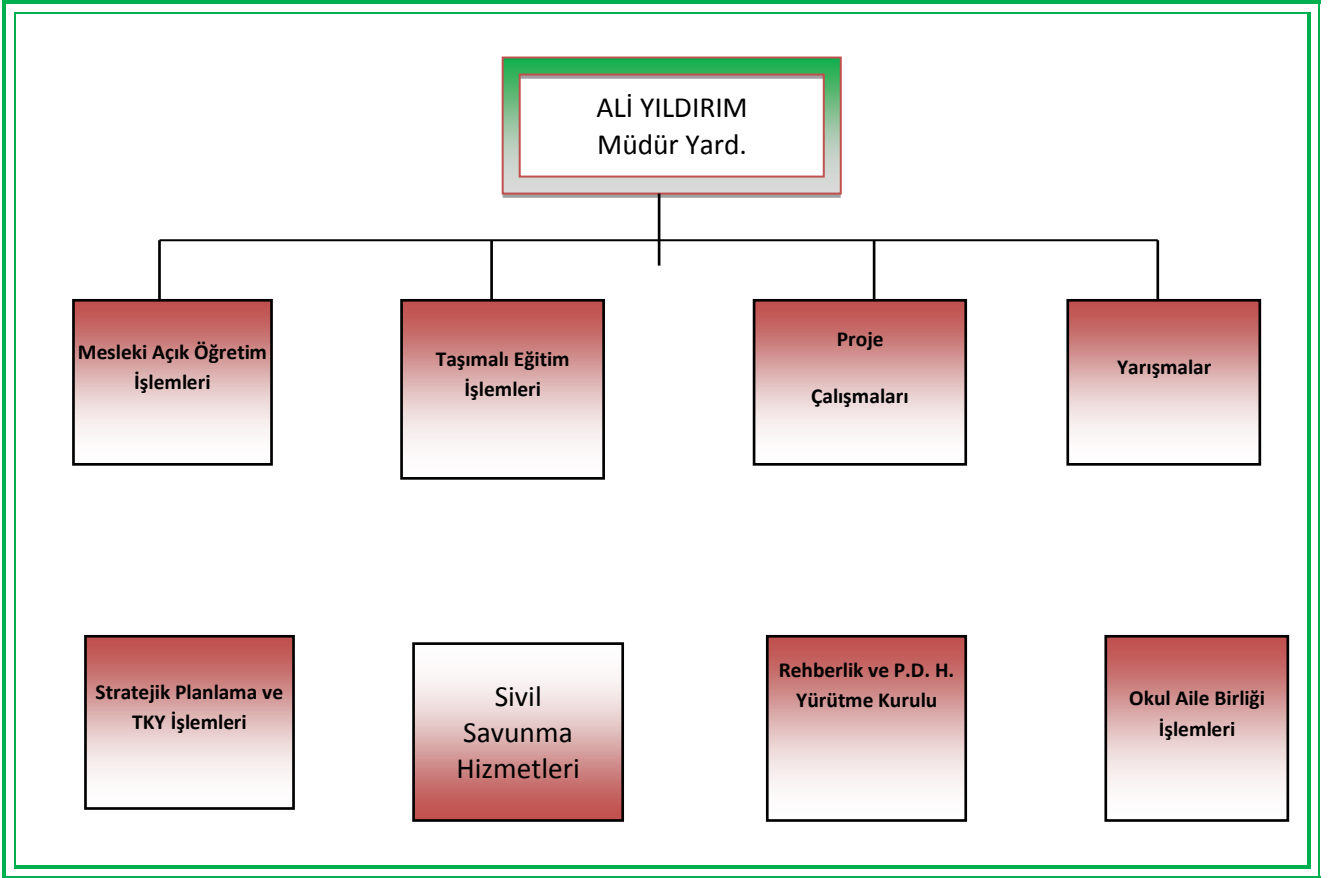 ALİ YILDIRIM
Müdür Yard.
Mesleki Açık Öğretim
İşlemleri
Taşımalı Eğitim
İşlemleri
Proje
Çalışmaları
Yarışmalar
Stratejik Planlama ve
TKY İşlemleri
Sivil
Savunma
Hizmetleri
Rehberlik ve P.D. H.
Yürütme Kurulu
Okul Aile Birliği
İşlemleri